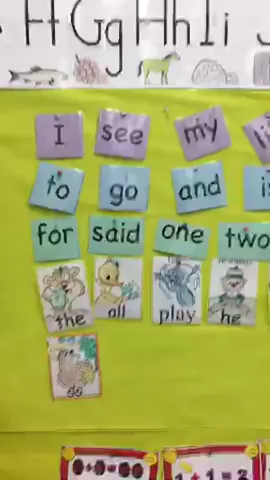 Ff Gg Hh Ii
I see my
to go and
for said one two
the all play he
do